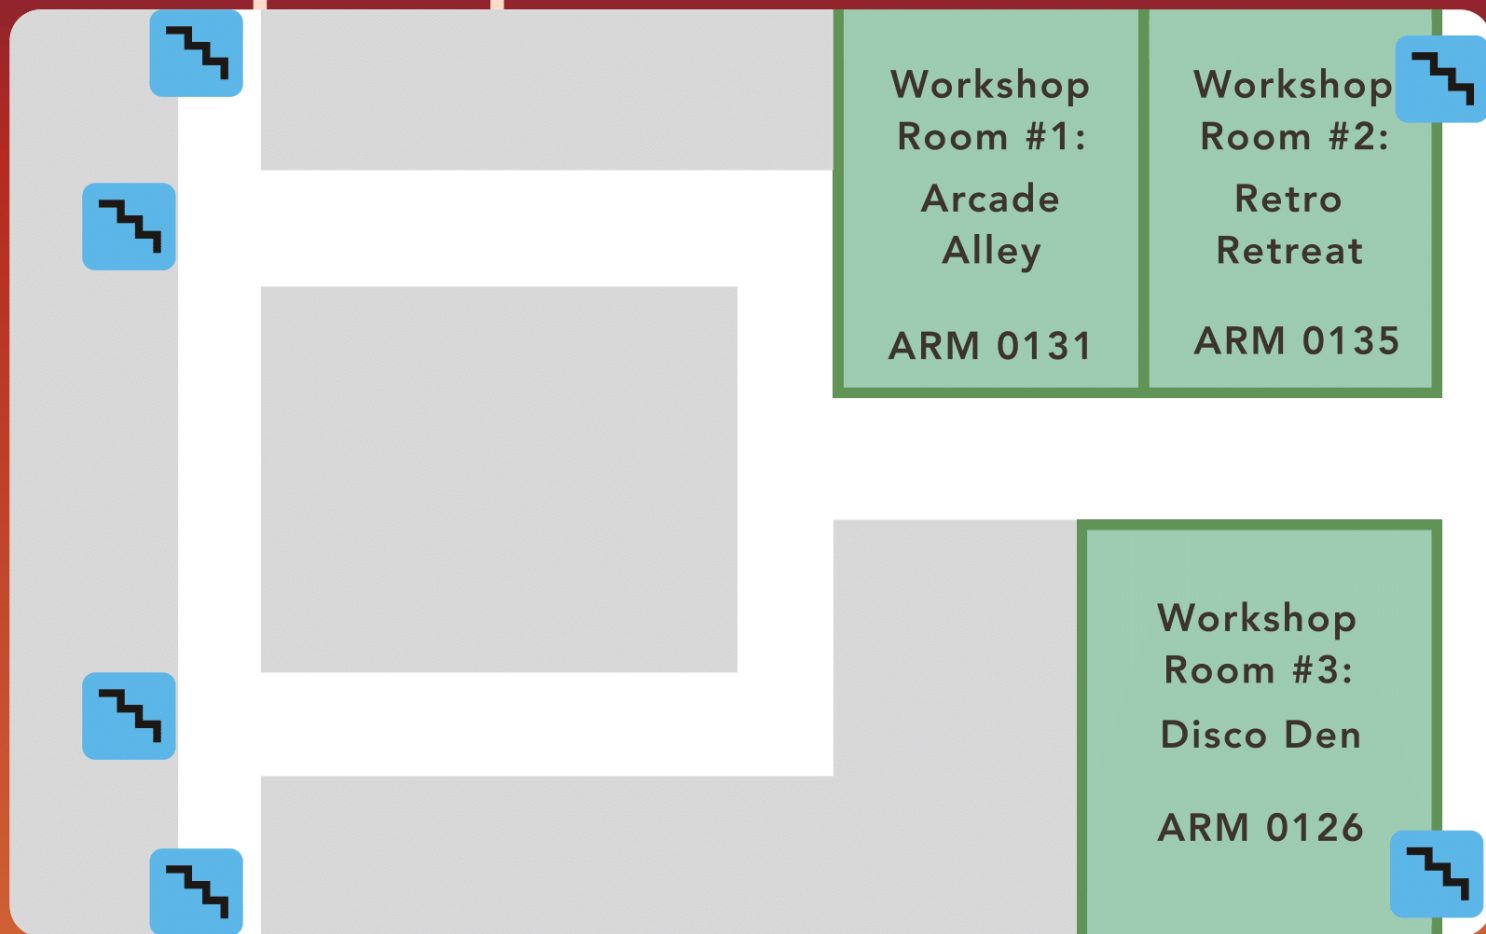 Workshop
Room #1:
Arcade
Alley
ARM 0131
Workshop
Room #2:
Retro
Retreat
ARM 0135
Workshop
Room #3:
Disco Den
ARM 0126